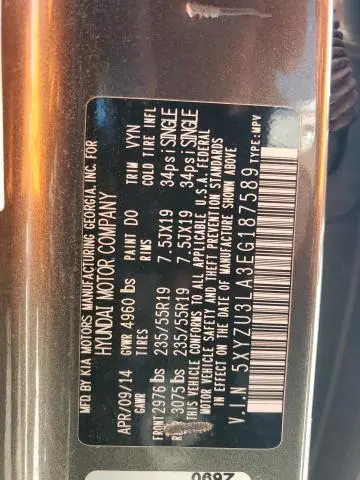 MFD BY KIA MOTORS MANUFACTURING GEORGIA, INC. FOR
HYUNDAI MOTOR COMPANY
APR/09/14 GVWR 4960 lbs PAINT DO TRIM VYN
GAWR RIMS COLD TIRE INFL
FRONT 2976 lbs 235/55R19 7.5JX19 34psi SINGLE
3075 lbs 235/55R19 7.5JX19 34psi SINGLE
THIS VEHICLE CONFORMS TO ALL APPLICABLE U.S.A. FEDERAL
MOTOR VEHICLE SAFETY AND THEFT PREVENTION STANDARDS
IN EFFECT ON THE DATE OF MANUFACTURE SHOWN ABOVE.
V.I.N 5XYZU3LA3EG187589 TYPE:MPV